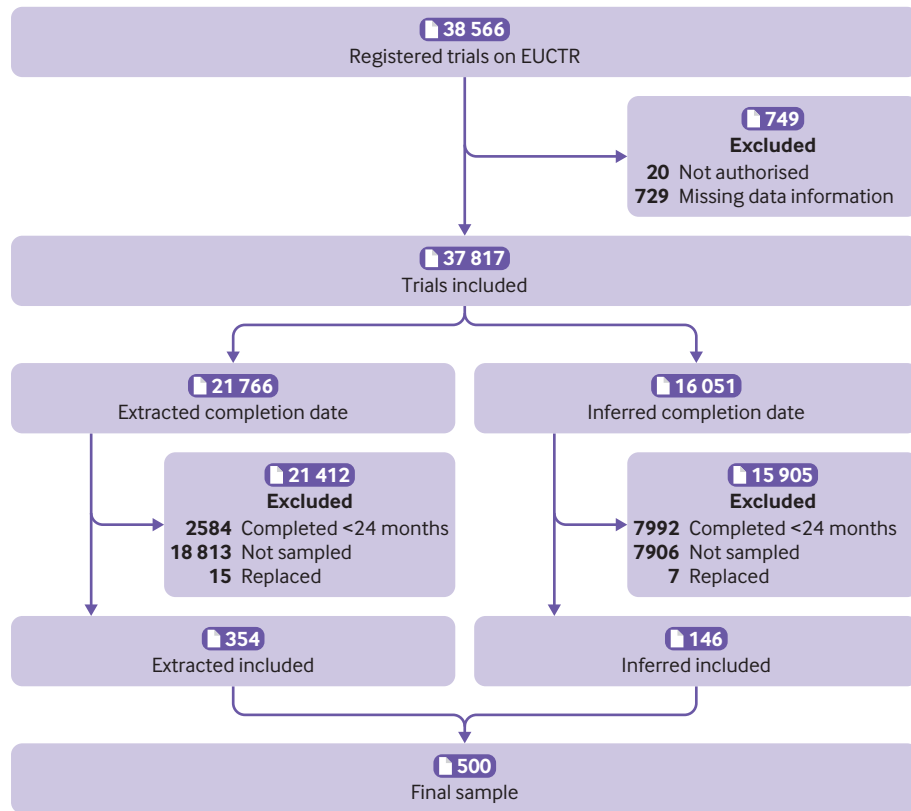 38 566
Registered trials on EUCTR
749
Excluded
20 Not authorised
729 Missing data information
37 817
Trials included
21 766
Extracted completion date
16 051
Inferred completion date
21 412
Excluded
2584 Completed <24 months
18 813 Not sampled
15 Replaced
15 905
Excluded
7992 Completed <24 months
7906 Not sampled
7 Replaced
354
Extracted included
146
Inferred included
500
Final sample